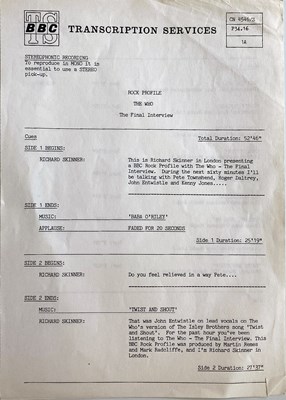 TS
BBC
TRANSCRIPTION SERVICES
CN 4546/S
734.16
1A
STEREOPHONIC RECORDING
To reproduce in MONO it is
essential to use a STEREO
pick-up.
ROCK PROFILE
THE WHO
The Final Interview
Cues
Total Duration: 52'46"
SIDE 1 BEGINS:
RICHARD SKINNER: This is Richard Skinner in London presenting
a BBC Rock Profile with The Who - The Final
Interview. During the next sixty minutes I'll
be talking with Pete Townshend, Roger Daltrey,
John Entwistle and Kenny Jones.....
SIDE 1 ENDS:
MUSIC: 'BABA O'RILEY'
APPLAUSE: FADED FOR 20 SECONDS
Side 1 Duration: 25'19"
SIDE 2 BEGINS:
RICHARD SKINNER: Do you feel relieved in a way Pete....
SIDE 2 ENDS:
MUSIC: 'TWIST AND SHOUT'
RICHARD SKINNER: That was John Entwistle on lead vocals on The
Who's version of The Isley Brothers song 'Twist
and Shout'. For the past hour you've been
listening to The Who - The Final Interview. This
BBC Rock Profile was produced by Martin Remes
and Mark Radcliffe, and I'm Richard Skinner in
London.
Side 2 Duration: 27'27"